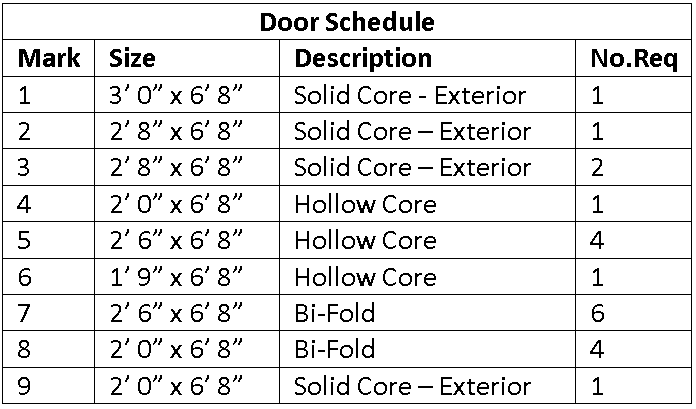 Door Schedule
Mark Size Description No.Req
1 3’ 0” x 6’ 8” Solid Core - Exterior 1
2 2’ 8” x 6’ 8” Solid Core – Exterior 1
3 2’ 8” x 6’ 8” Solid Core – Exterior 2
4 2’ 0” x 6’ 8” Hollow Core 1
5 2’ 6” x 6’ 8” Hollow Core 4
6 1’ 9” x 6’ 8” Hollow Core 1
7 2’ 6” x 6’ 8” Bi-Fold 6
8 2’ 0” x 6’ 8” Bi-Fold 4
9 2’ 0” x 6’ 8” Solid Core – Exterior 1